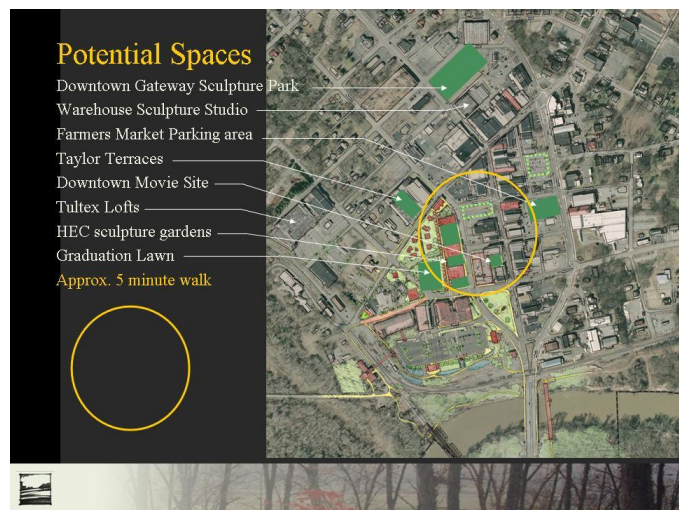 Potential Spaces
Downtown Gateway Sculpture Park
Warehouse Sculpture Studio
Farmers Market Parking area
Taylor Terraces
Downtown Movie Site
Tultex Lofts
HEC sculpture gardens
Graduation Lawn
Approx. 5 minute walk